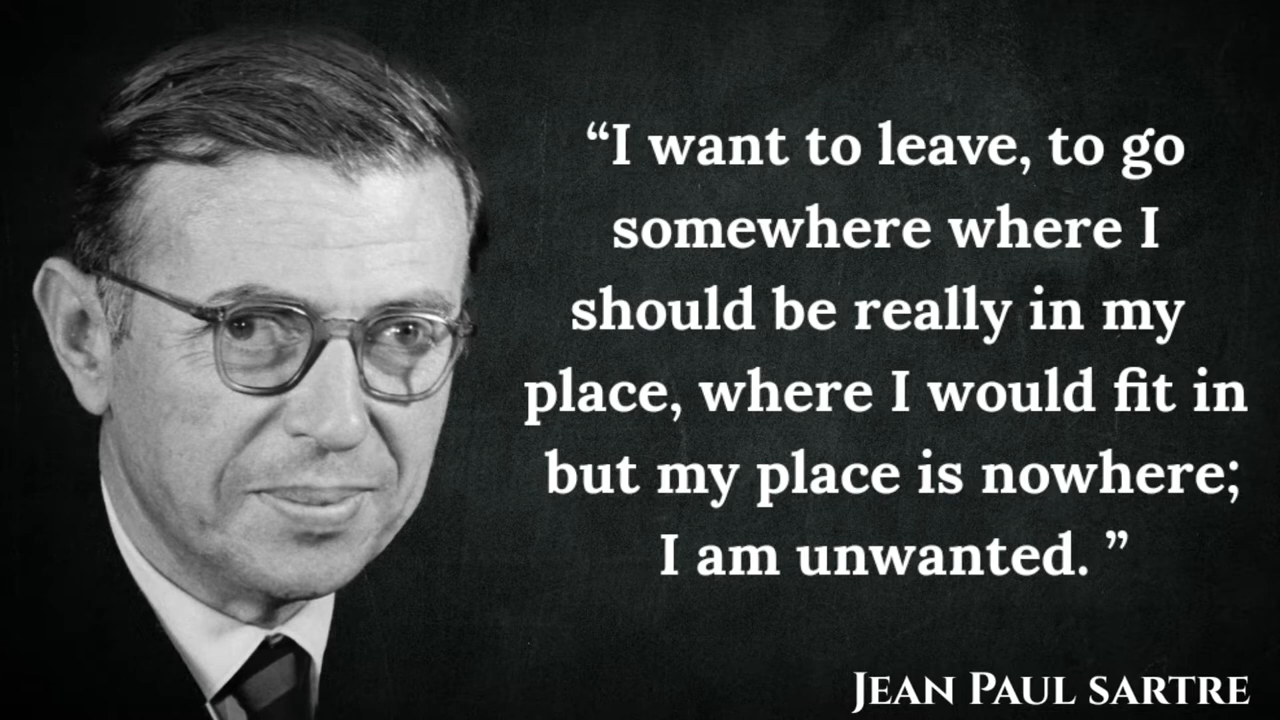 “I want to leave, to go
somewhere where I
should be really in my
place, where I would fit in
but my place is nowhere;
I am unwanted. ”
JEAN PAUL SARTRE